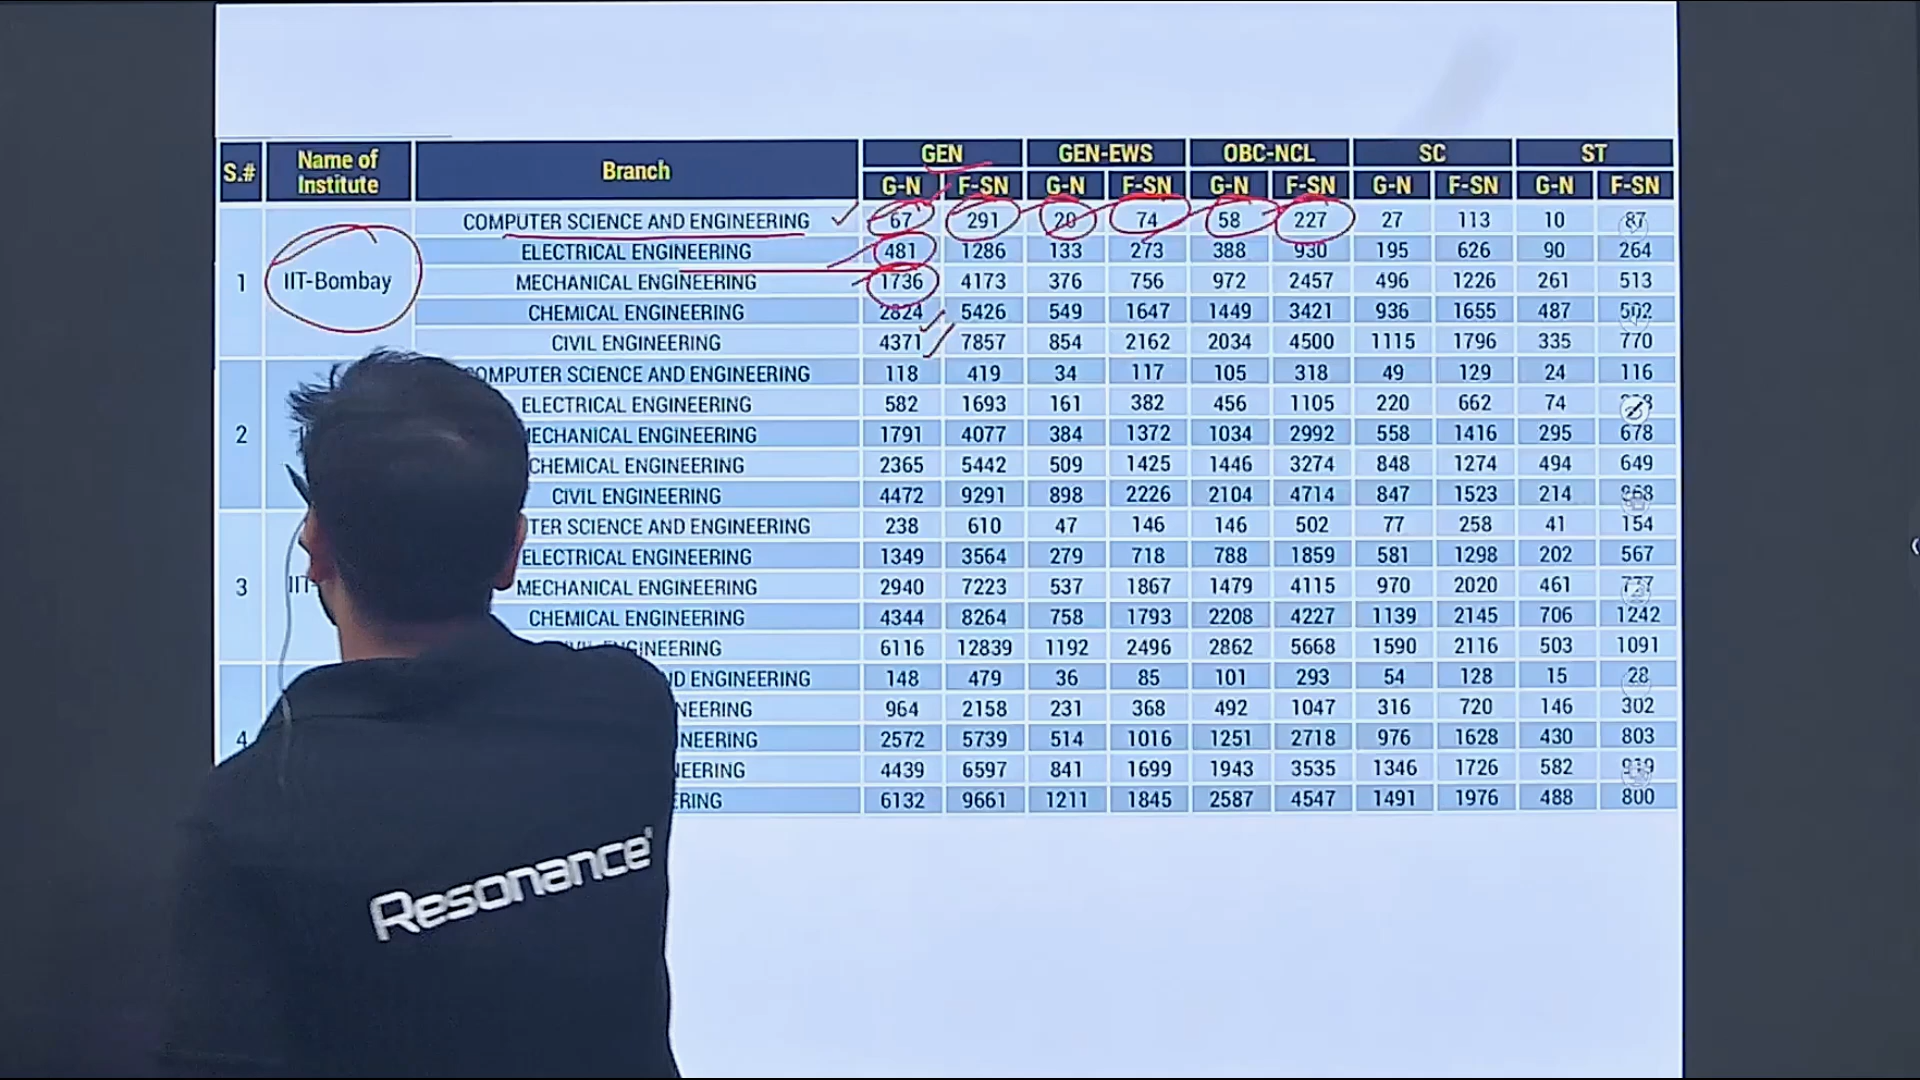 S.# Name of Institute Branch GEN GEN-EWS OBC-NCL SC ST
G-N F-SN G-N F-SN G-N F-SN G-N F-SN G-N F-SN
COMPUTER SCIENCE AND ENGINEERING 67 291 20 74 58 227 27 113 10 87
ELECTRICAL ENGINEERING 481 1286 133 273 388 930 195 626 90 264
1 IIT-Bombay MECHANICAL ENGINEERING 1736 4173 376 756 972 2457 496 1226 261 513
CHEMICAL ENGINEERING 2824 5426 549 1647 1449 3421 936 1655 487 502
CIVIL ENGINEERING 4371 7857 854 2162 2034 4500 1115 1796 335 770
OMPUTER SCIENCE AND ENGINEERING 118 419 34 117 105 318 49 129 24 116
ELECTRICAL ENGINEERING 582 1693 161 382 456 1105 220 662 74
2 MECHANICAL ENGINEERING 1791 4077 384 1372 1034 2992 558 1416 295 678
CHEMICAL ENGINEERING 2365 5442 509 1425 1446 3274 848 1274 494 649
CIVIL ENGINEERING 4472 9291 898 2226 2104 4714 847 1523 214
TER SCIENCE AND ENGINEERING 238 610 47 146 146 502 77 258 41 154
ELECTRICAL ENGINEERING 1349 3564 279 718 788 1859 581 1298 202 567
3 IIT- MECHANICAL ENGINEERING 2940 7223 537 1867 1479 4115 970 2020 461 777
CHEMICAL ENGINEERING 4344 8264 758 1793 2208 4227 1139 2145 706 1242
ENGINEERING 6116 12839 1192 2496 2862 5668 1590 2116 503 1091
D ENGINEERING 148 479 36 85 101 293 54 128 15 28
NEERING 964 2158 231 368 492 1047 316 720 146 302
4 NEERING 2572 5739 514 1016 1251 2718 976 1628 430 803
NEERING 4439 6597 841 1699 1943 3535 1346 1726 582
ERING 6132 9661 1211 1845 2587 4547 1491 1976 488 800
Resonance